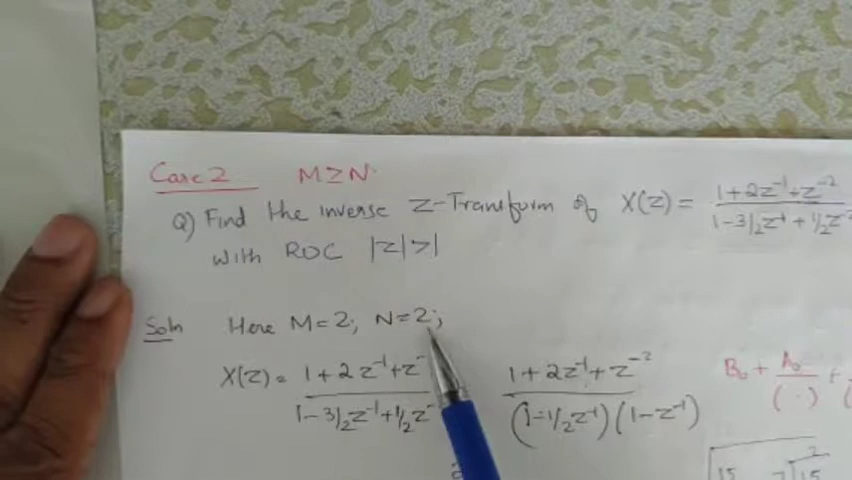 Case 2 M≥N
Q) Find the inverse Z-Transform of X(z) = (1+2z⁻¹+z⁻²)/(1-3/2z⁻¹+1/2z⁻²
with ROC |z|>1
Soln Here M=2; N=2;
X(z) = (1+2z⁻¹+z⁻)/(1-3/2z⁻¹+1/2z⁻) (1+2z⁻¹+z⁻²)/((1-1/2z⁻¹)(1-z⁻¹)) B₀ + A₀/(·) +
15 2 15